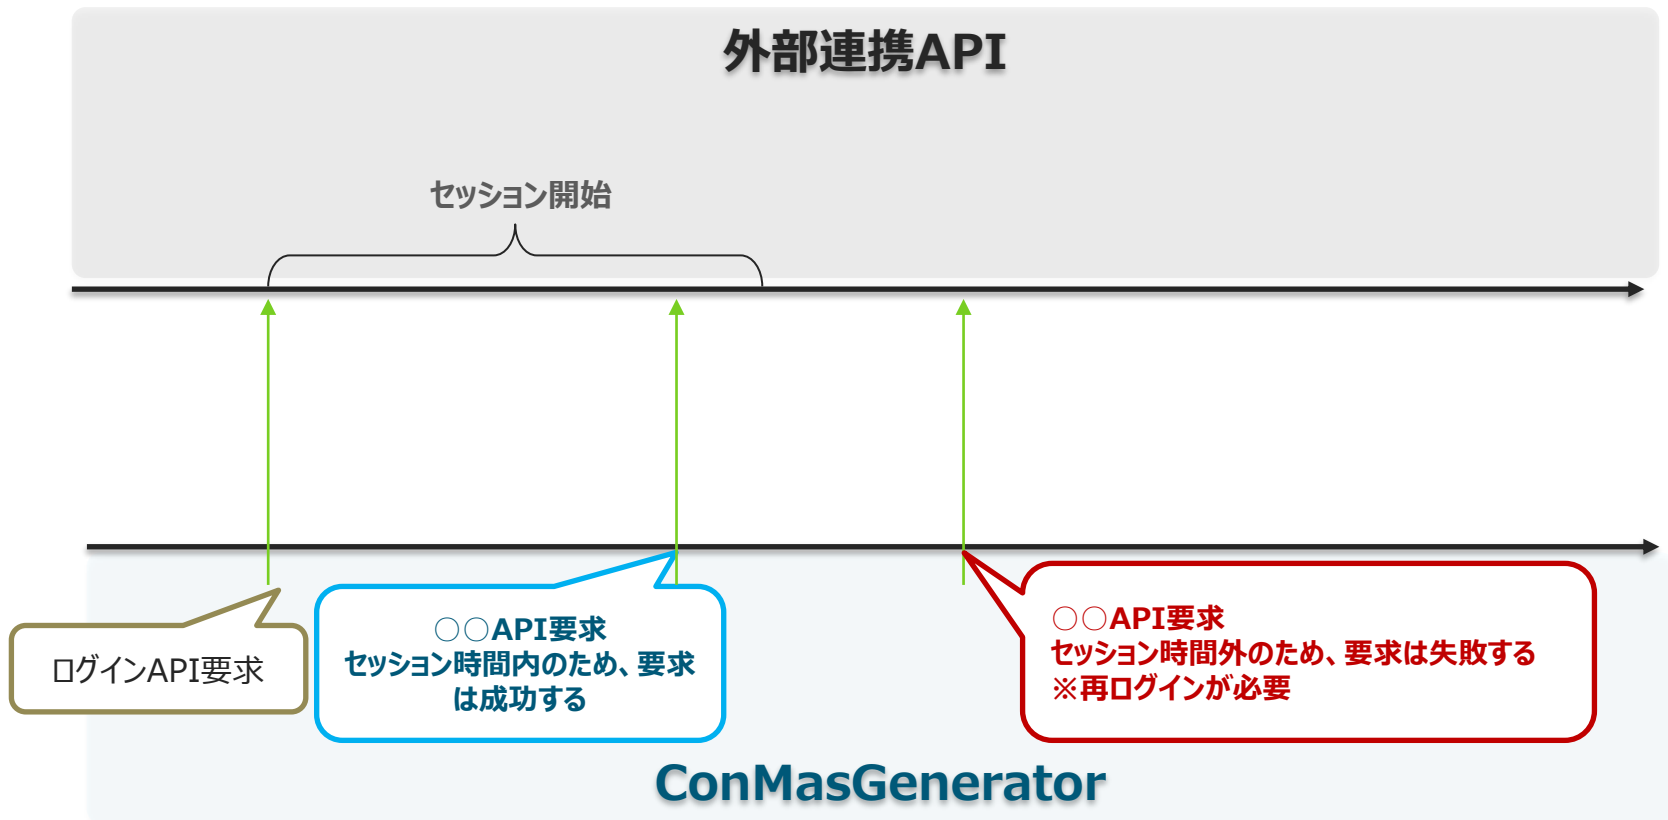 外部連携API
セッション開始
ログインAPI要求
○○API要求
セッション時間内のため、要求
は成功する
○○API要求
セッション時間外のため、要求は失敗する
※再ログインが必要
ConMasGenerator